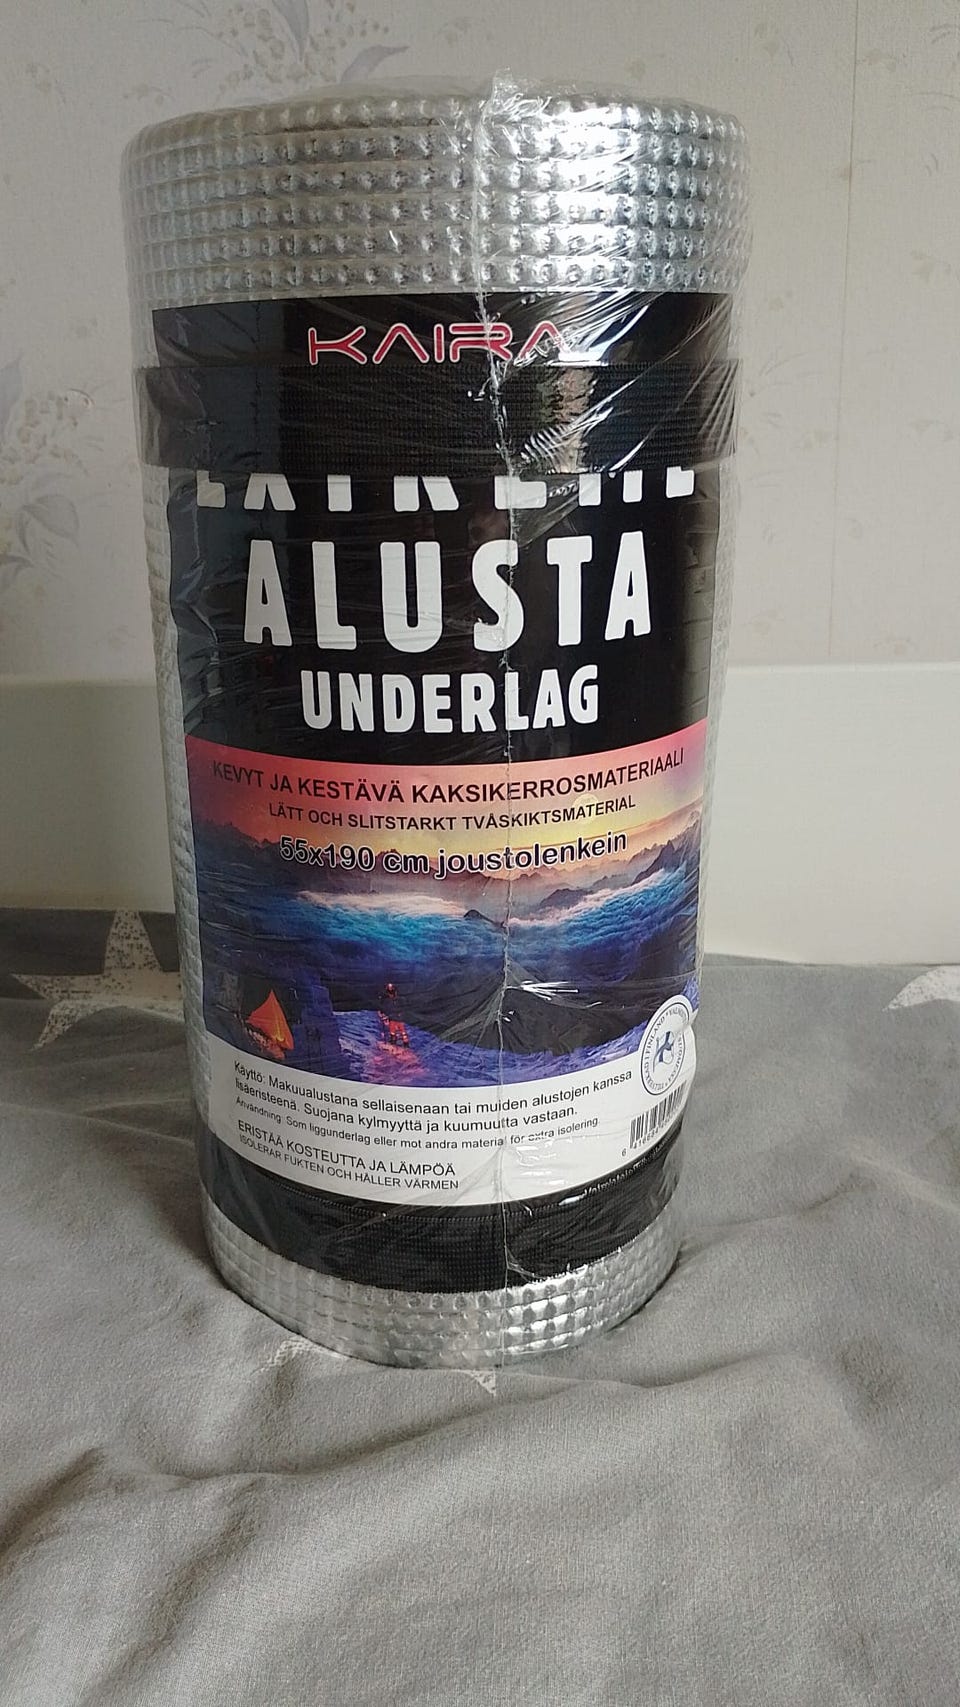 KAIRA
EXTREME
ALUSTA
UNDERLAG
KEVYT JA KESTÄVÄ KAKSIKERROSMATERIAALI
LÄTT OCH SLITSTARKT TVÅSKIKTSMATERIAL
55x190 cm joustolenkein
Käyttö: Makuualustana sellaisenaan tai muiden alustojen kanssa
lisäeristeenä. Suojana kylmyyttä ja kuumuutta vastaan.
Användning: Som liggunderlag eller mot andra material för extra isolering.
ERISTÄÄ KOSTEUTTA JA LÄMPÖÄ
ISOLERAR FUKTEN OCH HÅLLER VÄRMEN